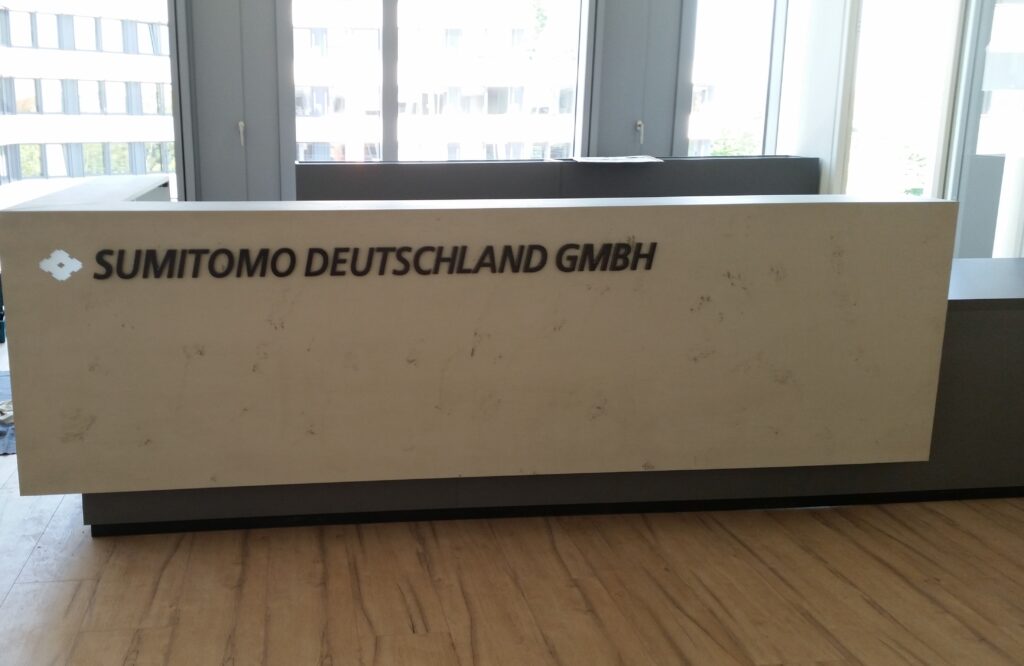 SUMITOMO DEUTSCHLAND GMBH